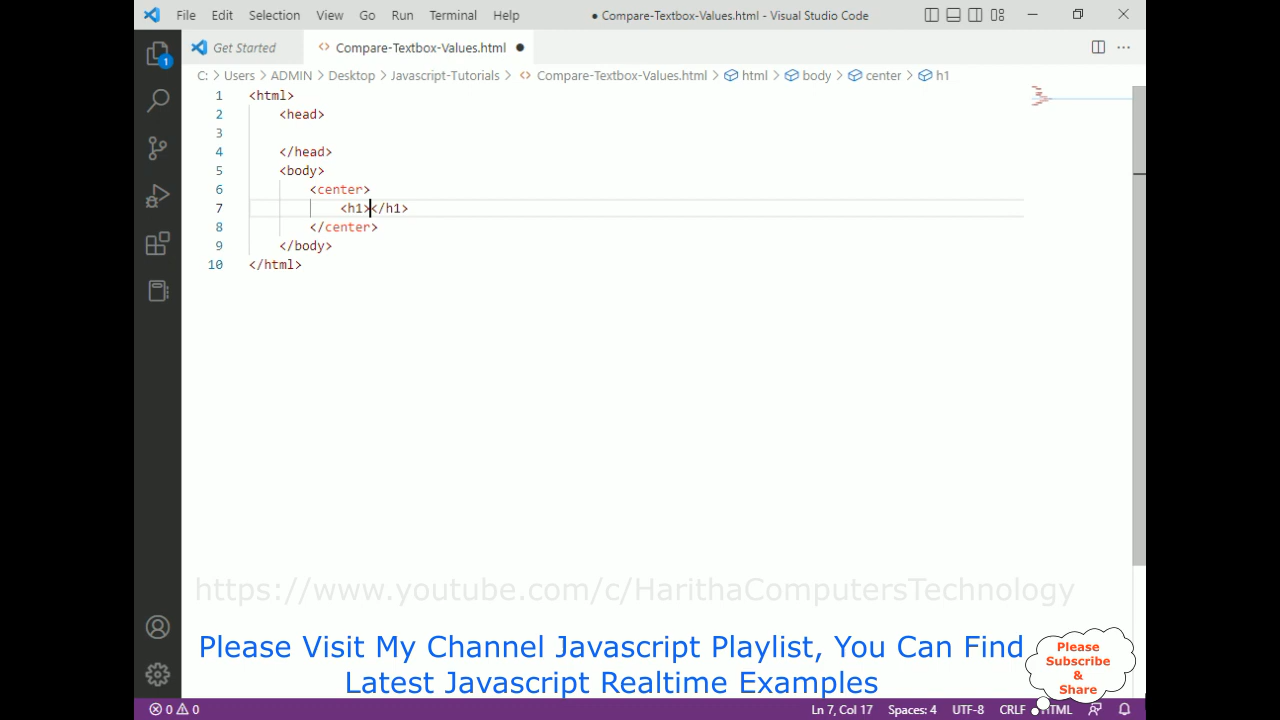 File Edit Selection View Go Run Terminal Help ● Compare-Textbox-Values.html - Visual Studio Code
Get Started <> Compare-Textbox-Values.html ●
C: > Users > ADMIN > Desktop > Javascript-Tutorials > <> Compare-Textbox-Values.html > html > body > center > h1
1 <html>
2 <head>
3
4 </head>
5 <body>
6 <center>
7 <h1></h1>
8 </center>
9 </body>
10 </html>
1
https://www.youtube.com/c/HarithaComputersTechnology
Please Visit My Channel Javascript Playlist, You Can Find
Latest Javascript Realtime Examples
Please
Subscribe
&
Share
0 0 Ln 7, Col 17 Spaces: 4 UTF-8 CRLF HTML